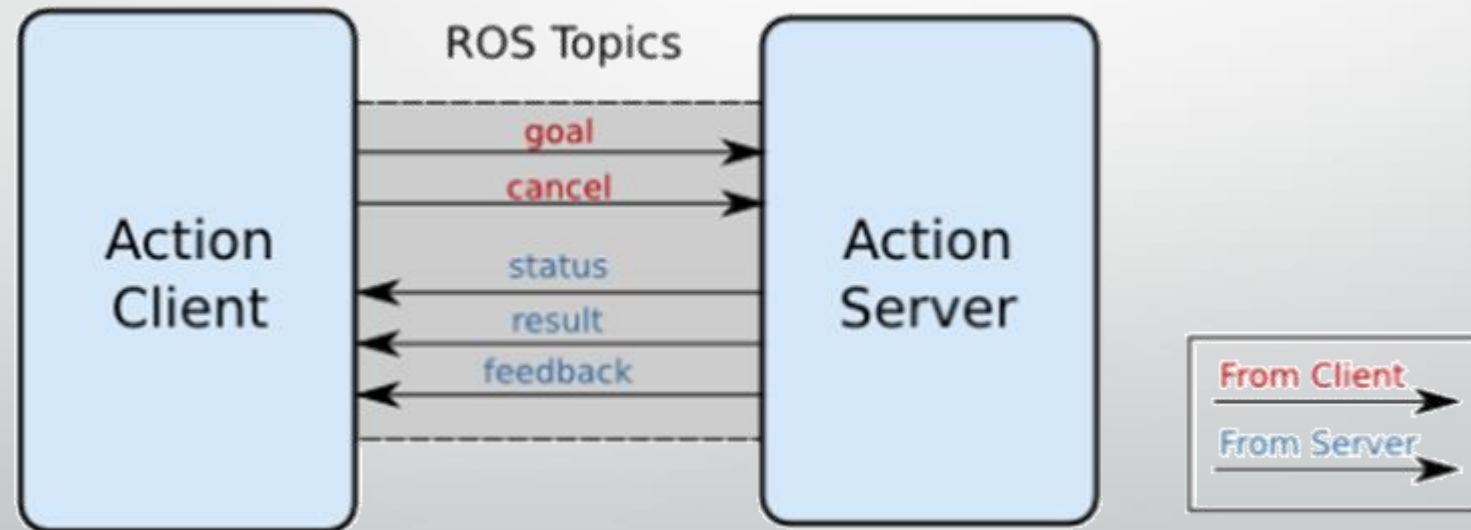 ROS Topics
goal
cancel
status
result
feedback
Action
Client
Action
Server
From Client
From Server